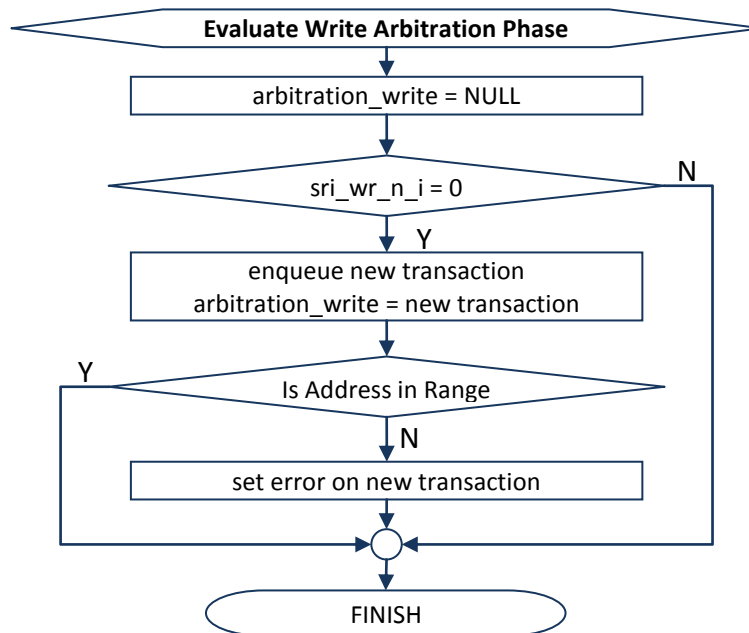 Evaluate Write Arbitration Phase
arbitration_write = NULL
sri_wr_n_i = 0
N
Y
enqueue new transaction
arbitration_write = new transaction
Y
Is Address in Range
N
set error on new transaction
FINISH